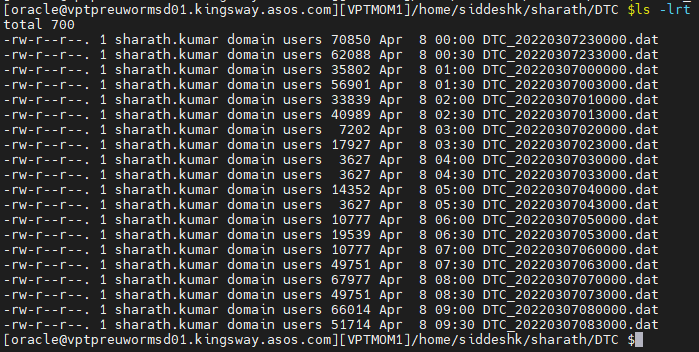 [oracle@vptpreuwormsd01.kingsway.asos.com][VPTMOM1]/home/siddeshk/sharath/DTC $ls -lrt
total 700
-rw-r--r--. 1 sharath.kumar domain users 70850 Apr  8 00:00 DTC_20220307230000.dat
-rw-r--r--. 1 sharath.kumar domain users 62088 Apr  8 00:30 DTC_20220307233000.dat
-rw-r--r--. 1 sharath.kumar domain users 35802 Apr  8 01:00 DTC_20220307000000.dat
-rw-r--r--. 1 sharath.kumar domain users 56901 Apr  8 01:30 DTC_20220307003000.dat
-rw-r--r--. 1 sharath.kumar domain users 33839 Apr  8 02:00 DTC_20220307010000.dat
-rw-r--r--. 1 sharath.kumar domain users 40989 Apr  8 02:30 DTC_20220307013000.dat
-rw-r--r--. 1 sharath.kumar domain users  7202 Apr  8 03:00 DTC_20220307020000.dat
-rw-r--r--. 1 sharath.kumar domain users 17927 Apr  8 03:30 DTC_20220307023000.dat
-rw-r--r--. 1 sharath.kumar domain users  3627 Apr  8 04:00 DTC_20220307030000.dat
-rw-r--r--. 1 sharath.kumar domain users  3627 Apr  8 04:30 DTC_20220307033000.dat
-rw-r--r--. 1 sharath.kumar domain users 14352 Apr  8 05:00 DTC_20220307040000.dat
-rw-r--r--. 1 sharath.kumar domain users  3627 Apr  8 05:30 DTC_20220307043000.dat
-rw-r--r--. 1 sharath.kumar domain users 10777 Apr  8 06:00 DTC_20220307050000.dat
-rw-r--r--. 1 sharath.kumar domain users 19539 Apr  8 06:30 DTC_20220307053000.dat
-rw-r--r--. 1 sharath.kumar domain users 10777 Apr  8 07:00 DTC_20220307060000.dat
-rw-r--r--. 1 sharath.kumar domain users 49751 Apr  8 07:30 DTC_20220307063000.dat
-rw-r--r--. 1 sharath.kumar domain users 67977 Apr  8 08:00 DTC_20220307070000.dat
-rw-r--r--. 1 sharath.kumar domain users 49751 Apr  8 08:30 DTC_20220307073000.dat
-rw-r--r--. 1 sharath.kumar domain users 66014 Apr  8 09:00 DTC_20220307080000.dat
-rw-r--r--. 1 sharath.kumar domain users 51714 Apr  8 09:30 DTC_20220307083000.dat
[oracle@vptpreuwormsd01.kingsway.asos.com][VPTMOM1]/home/siddeshk/sharath/DTC $